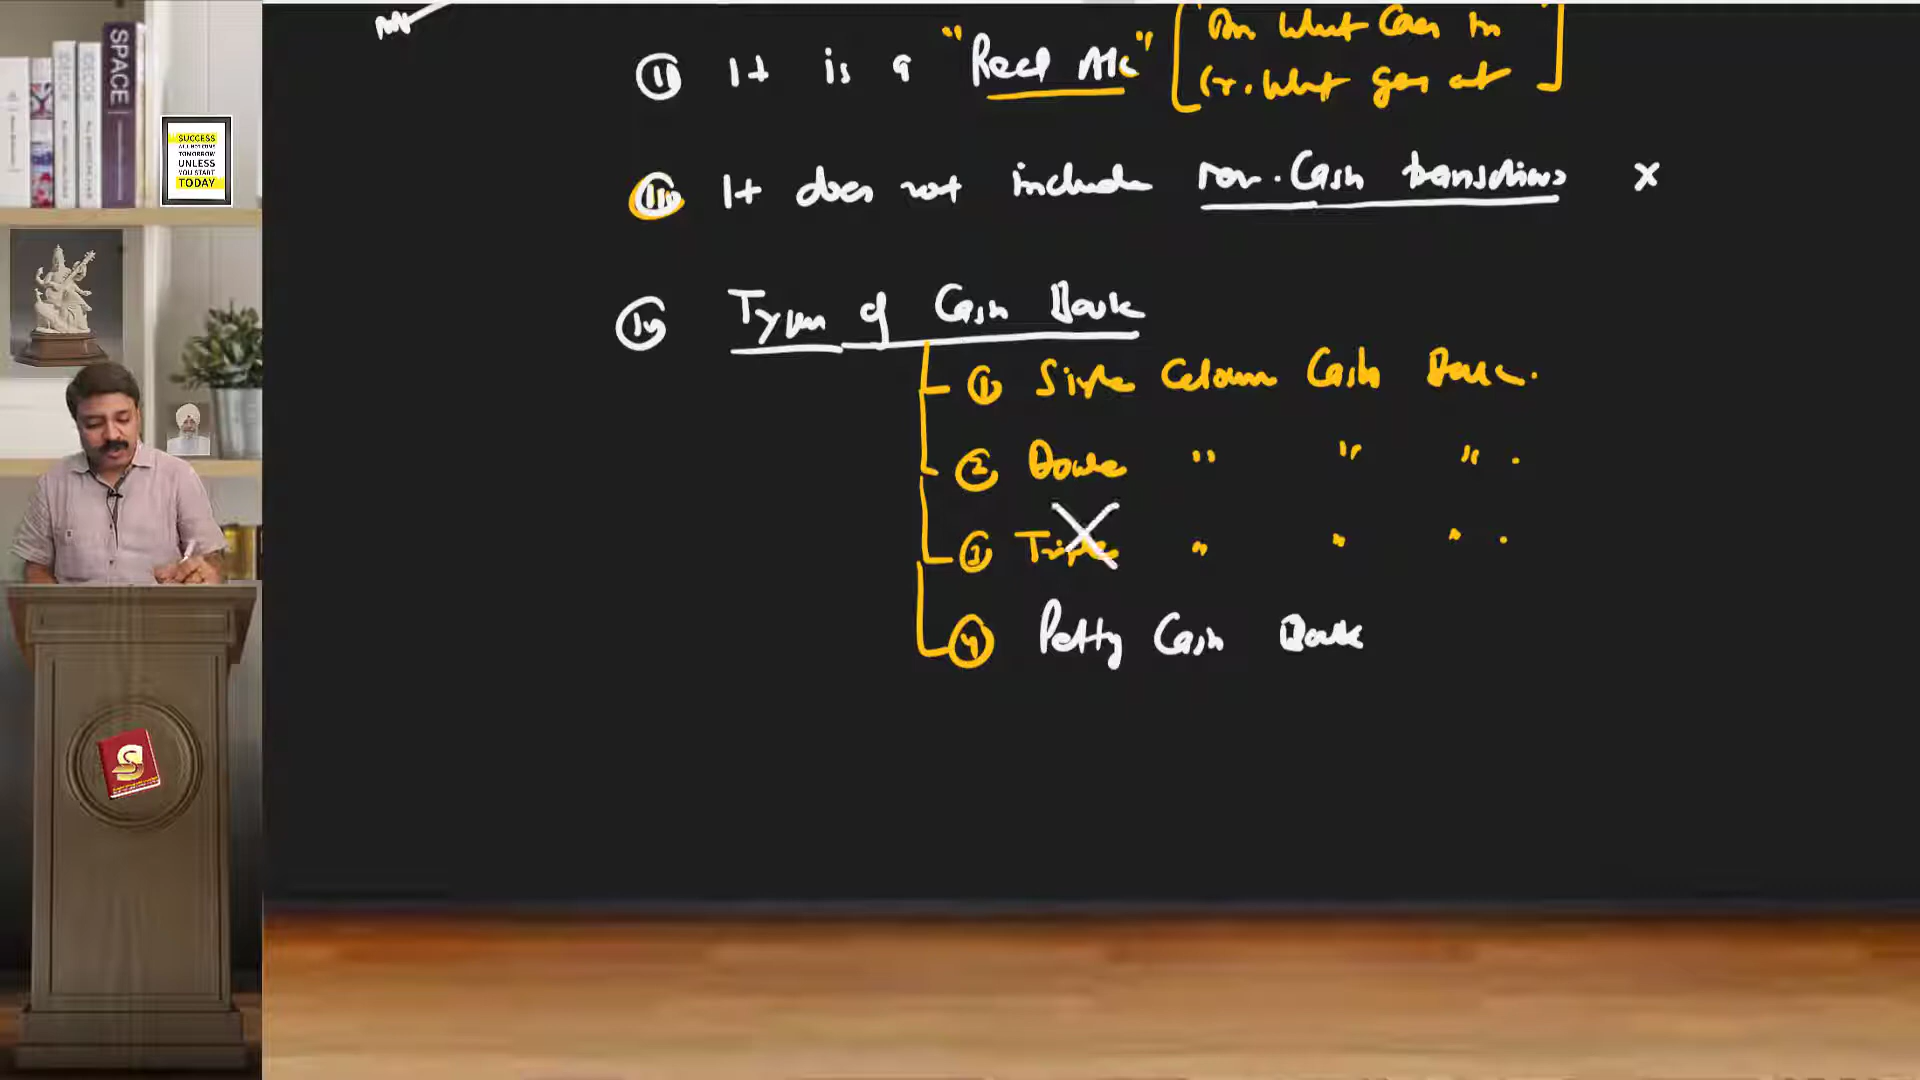 SPACE
SUCCESS
TOMORROW
UNLESS
YOU START
TODAY
(ii) It is a "Real A/c" [Dr. What Comes in
Cr. What goes out]
(iii) It does not include non-Cash transactions x
(iv) Types of Cash Book
① Single Column Cash Book.
② Double " " " .
③ Triple " " " .
④ Petty Cash Book
S